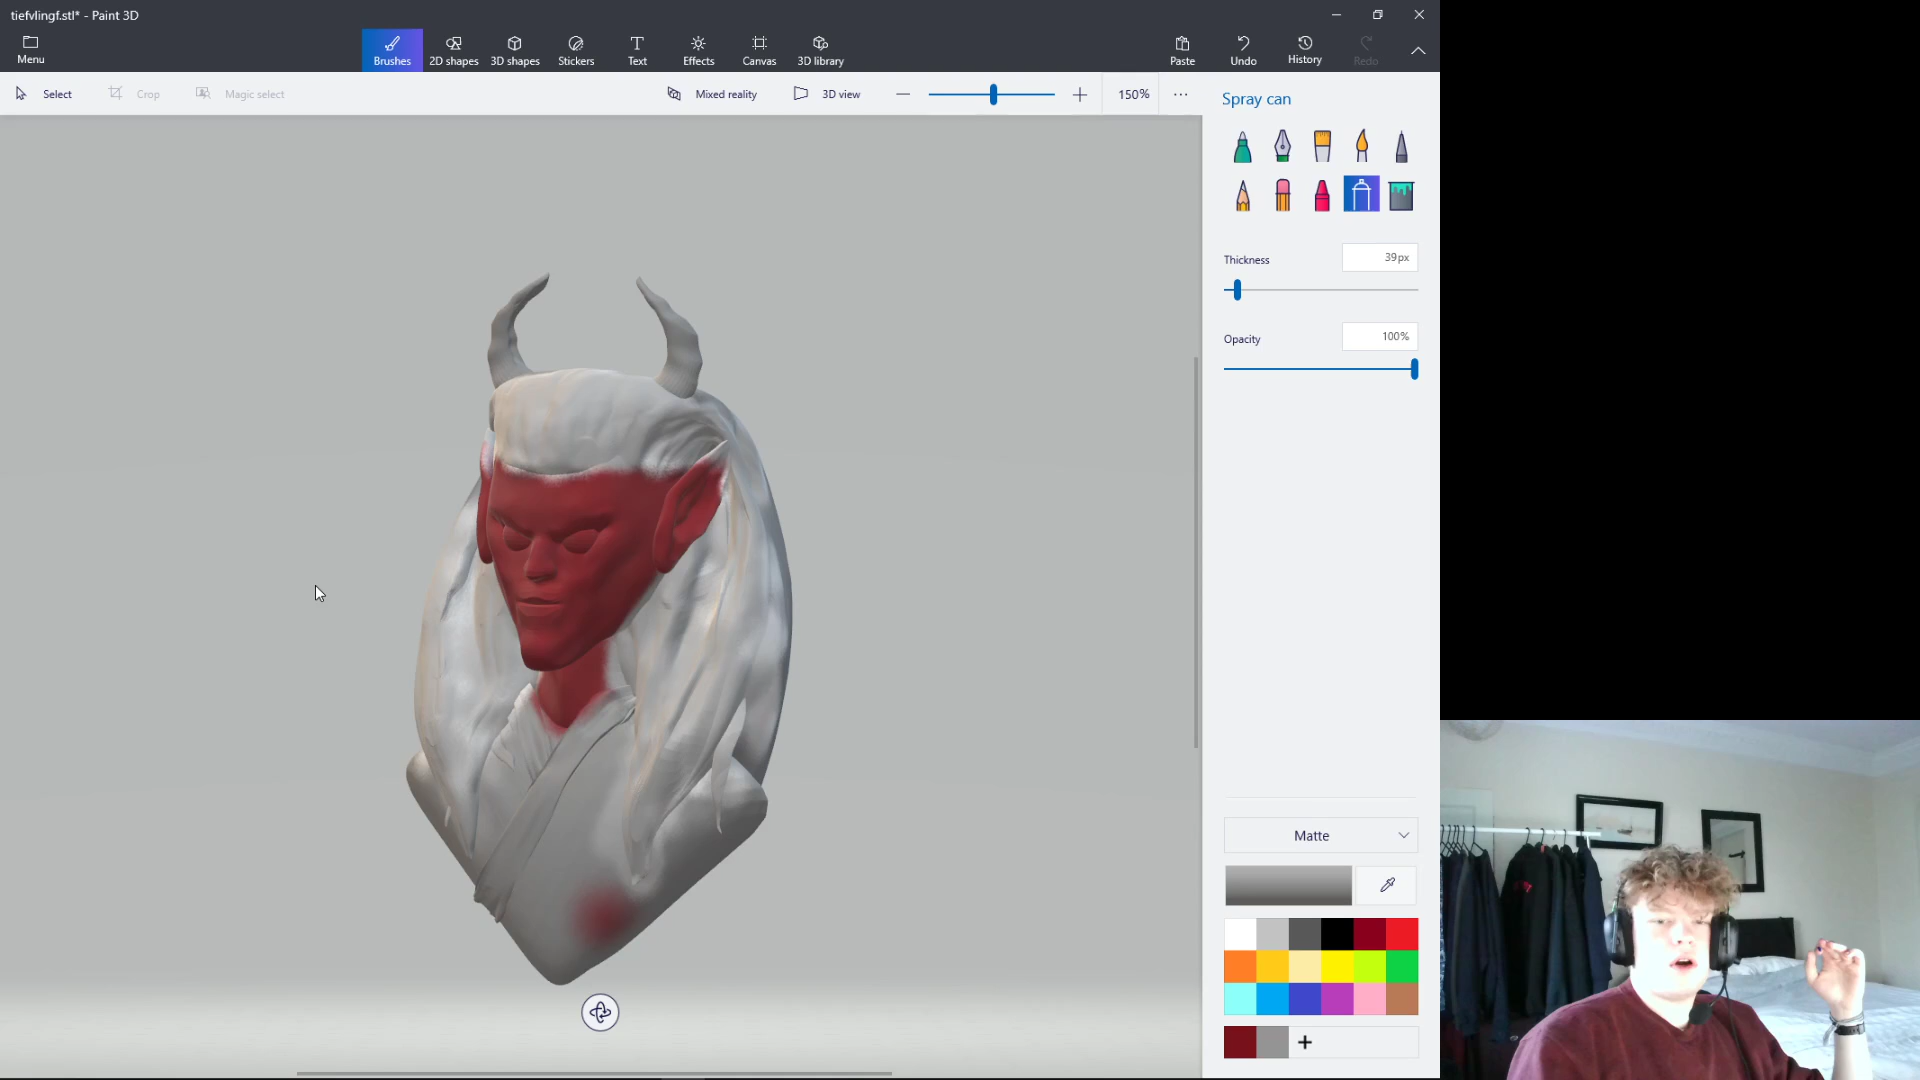 tiefvlingf.stl* - Paint 3D
Menu
Brushes
2D shapes
3D shapes
Stickers
Text
Effects
Canvas
3D library
Paste
Undo
History
Redo
Select
Crop
Magic select
Mixed reality
3D view
150%
Spray can
Thickness
39px
Opacity
100%
Matte